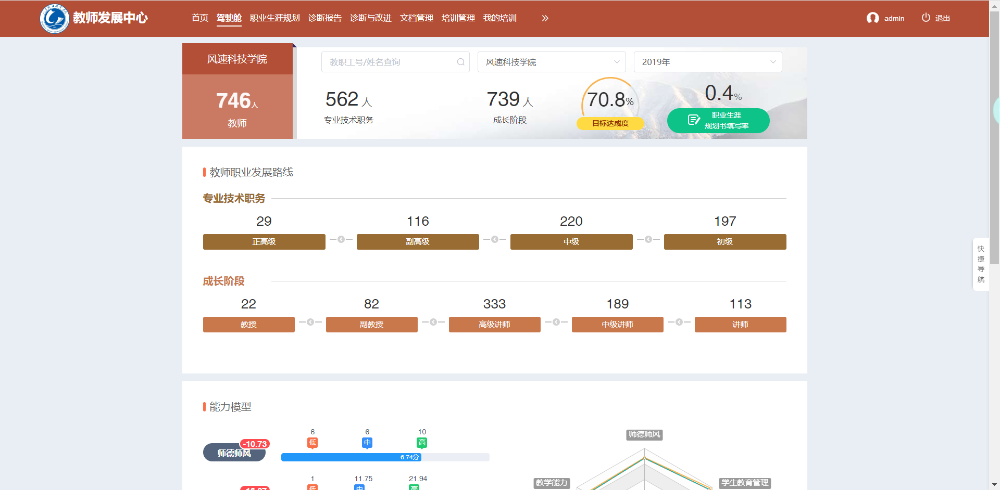 教师发展中心
首页 驾驶舱 职业生涯规划 诊断报告 诊断与改进 文档管理 培训管理 我的培训
admin 退出
风速科技学院
746人
教师
教职工号/姓名查询
风速科技学院
2019年
562 人
专业技术职务
739 人
成长阶段
70.8%
目标达成度
0.4%
职业生涯
规划书填写率
教师职业发展路线
专业技术职务
29 116 220 197
正高级 副高级 中级 初级
成长阶段
22 82 333 189 113
教授 副教授 高级讲师 中级讲师 讲师
快
捷
导
航
能力模型
6 6 10
低 中 高
-10.73
师德师风
6.74分
1 11.75 21.94
低 中 高
师德师风
教学能力
学生教育管理